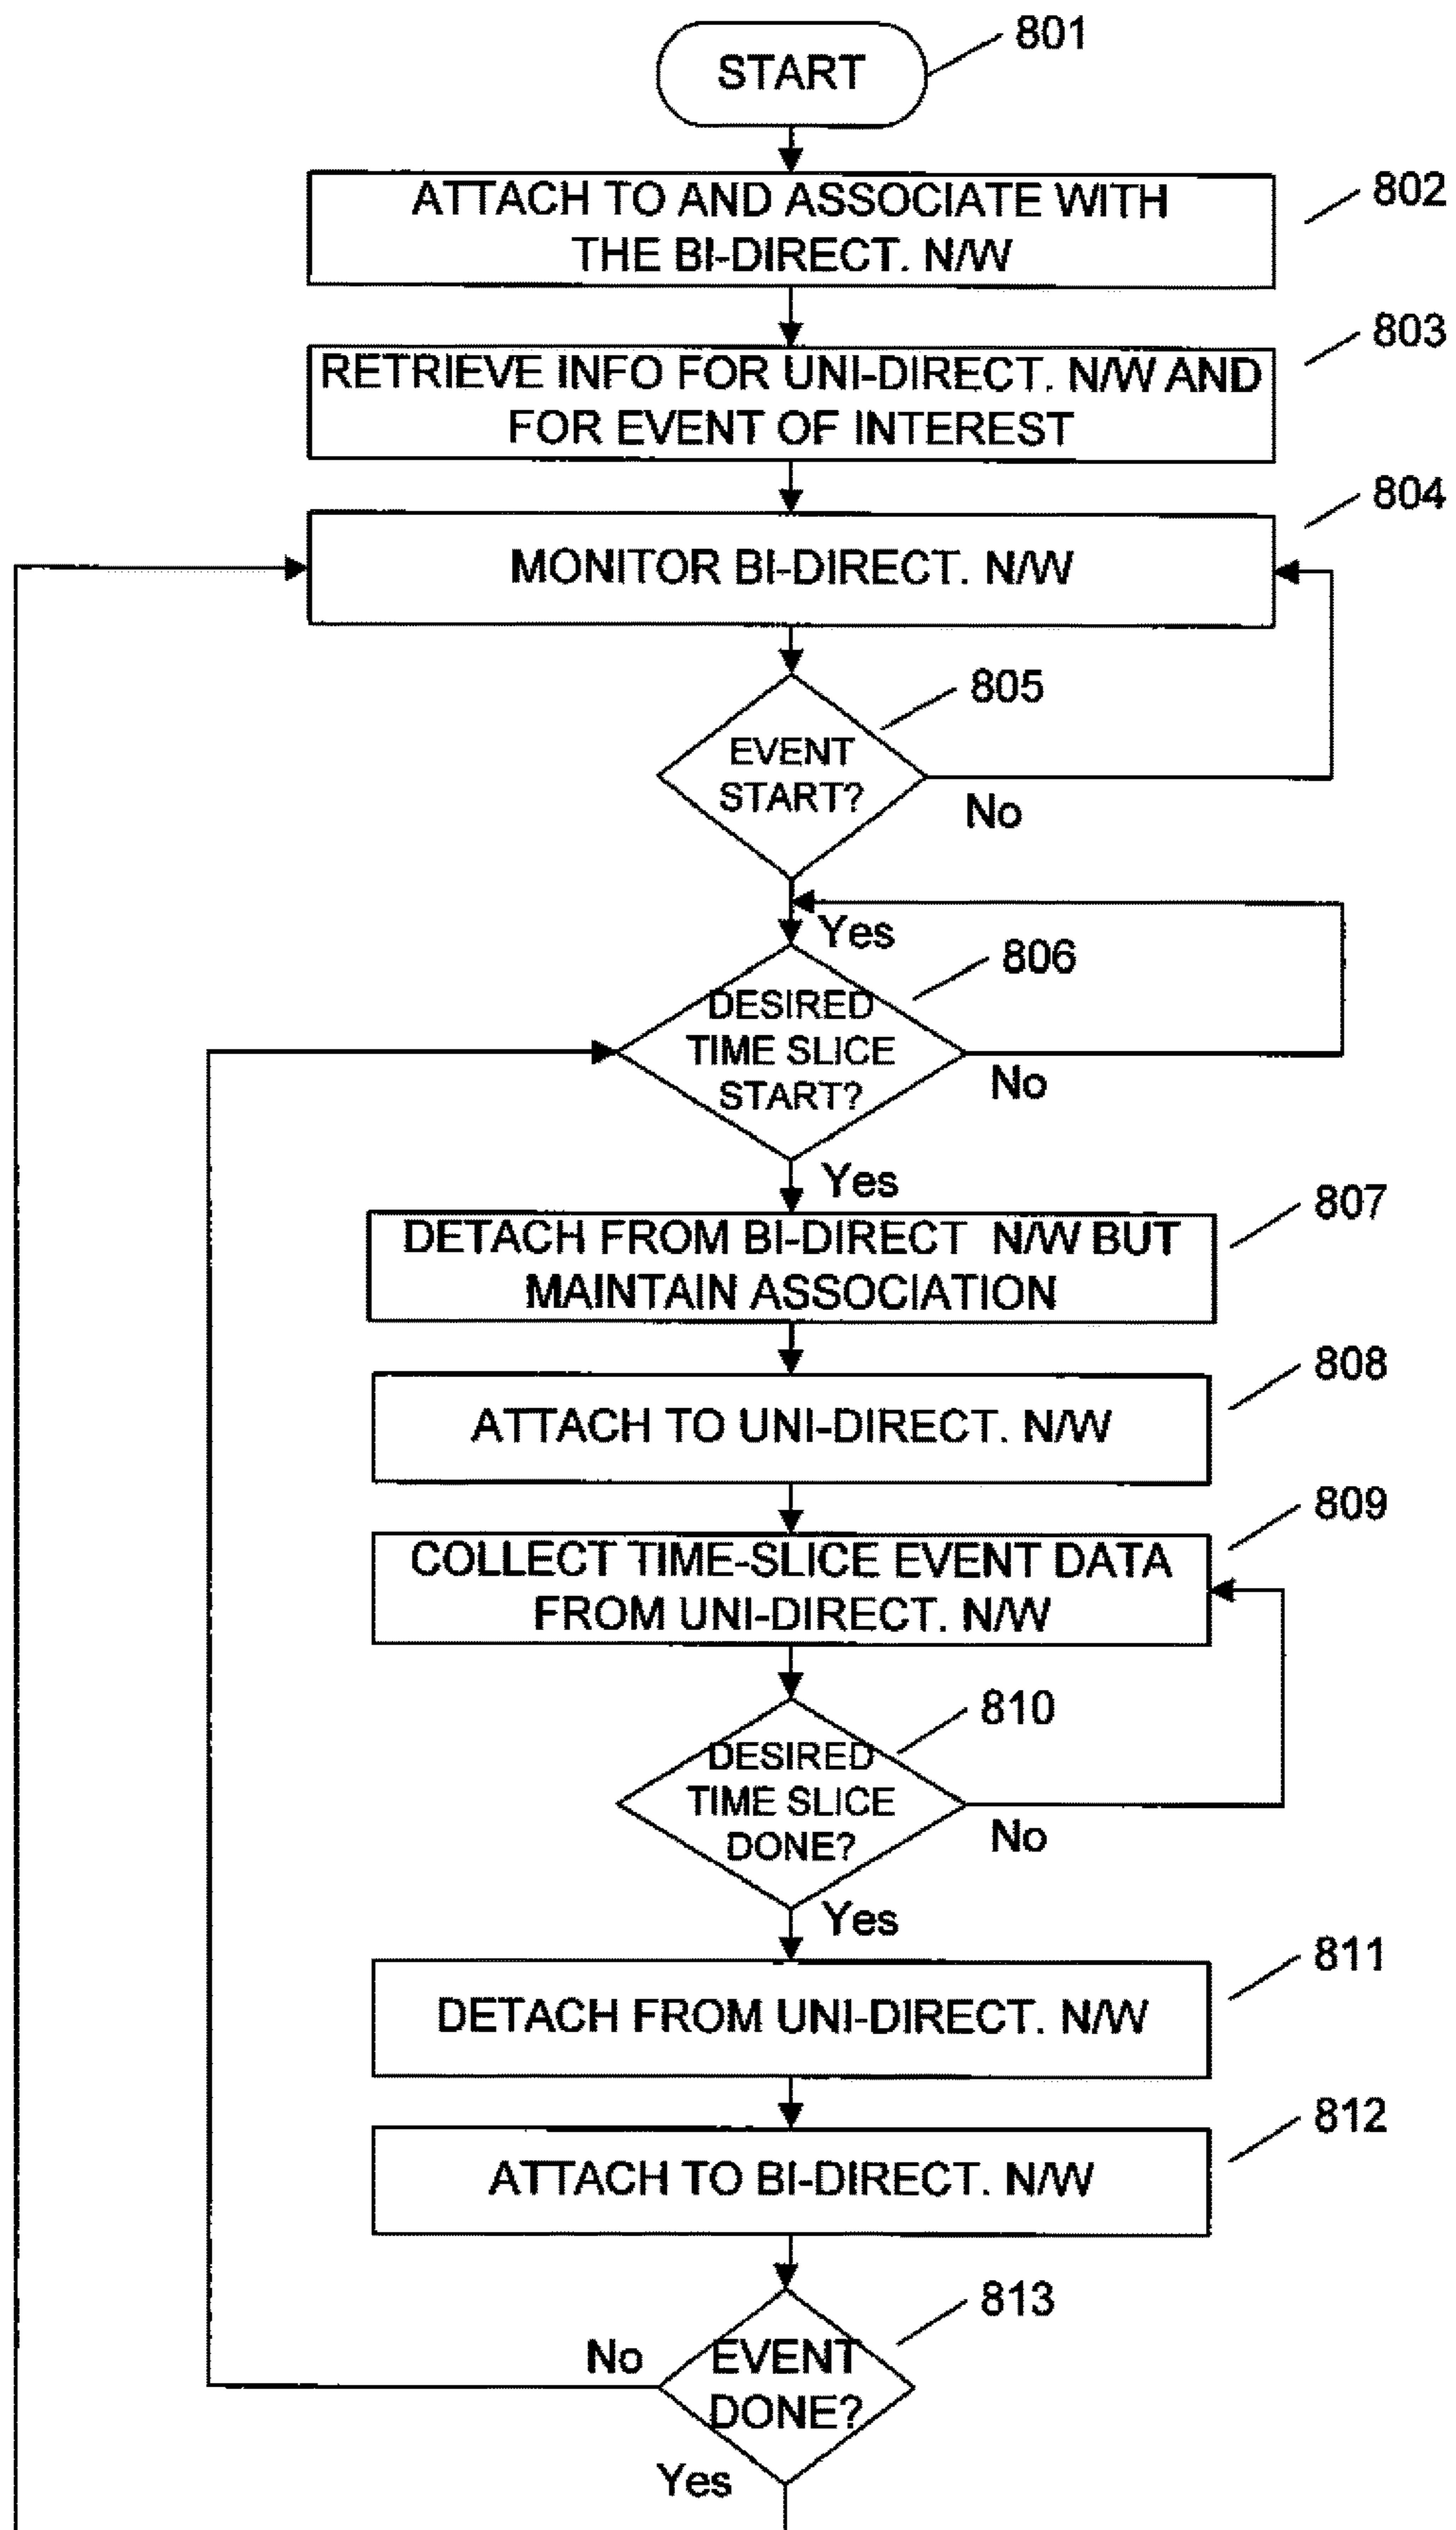 START
801
ATTACH TO AND ASSOCIATE WITH
THE BI-DIRECT. N/W
802
RETRIEVE INFO FOR UNI-DIRECT. N/W AND
FOR EVENT OF INTEREST
803
MONITOR BI-DIRECT. N/W
804
EVENT
START?
805
No
Yes
DESIRED
TIME SLICE
START?
806
No
Yes
DETACH FROM BI-DIRECT N/W BUT
MAINTAIN ASSOCIATION
807
ATTACH TO UNI-DIRECT. N/W
808
COLLECT TIME-SLICE EVENT DATA
FROM UNI-DIRECT. N/W
809
DESIRED
TIME SLICE
DONE?
810
No
Yes
DETACH FROM UNI-DIRECT. N/W
811
ATTACH TO BI-DIRECT. N/W
812
EVENT
DONE?
813
No
Yes